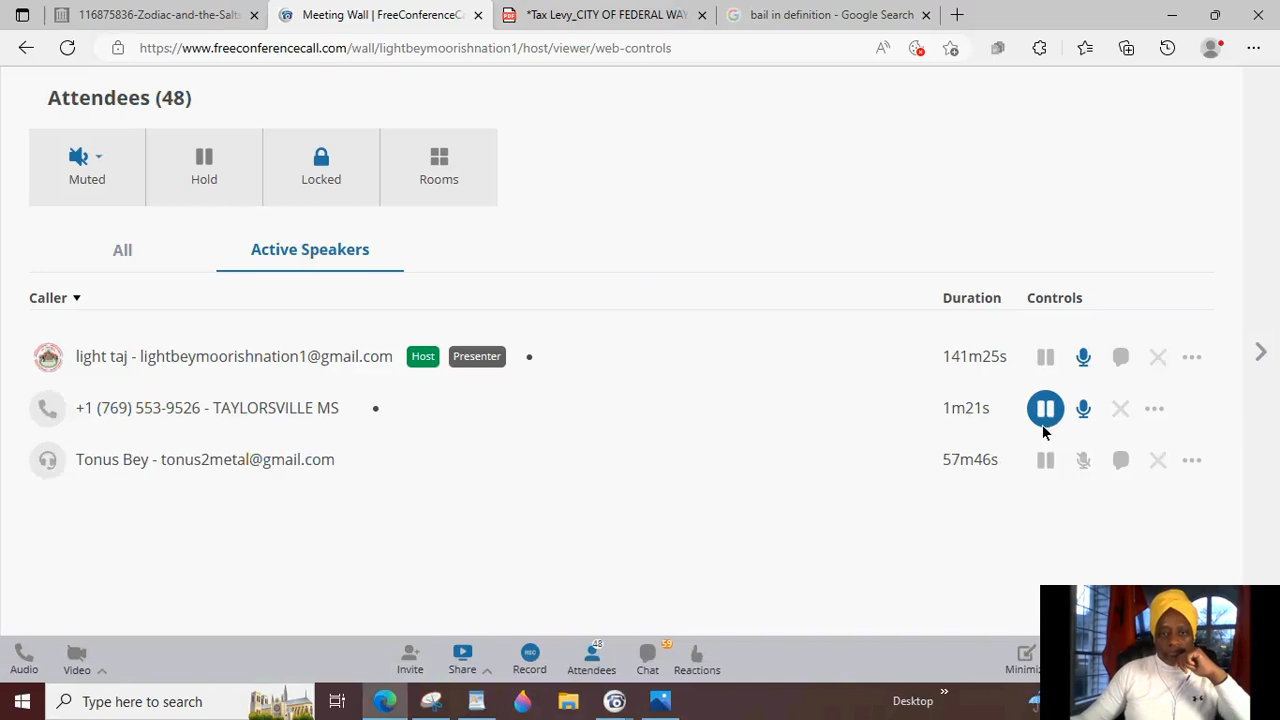 116875836-Zodiac-and-the-Salta
Meeting Wall | FreeConferenceCa
*Tax Levy_CITY OF FEDERAL WAY
bail in definition - Google Search
https://www.freeconferencecall.com/wall/lightbeymoorishnation1/host/viewer/web-controls
Attendees (48)
Muted Hold Locked Rooms
All Active Speakers
Caller Duration Controls
light taj - lightbeymoorishnation1@gmail.com Host Presenter 141m25s
+1 (769) 553-9526 - TAYLORSVILLE MS 1m21s
Tonus Bey - tonus2metal@gmail.com 57m46s
48 59
REC
Audio Video Invite Share Record Attendees Chat Reactions Minimi
Type here to search Desktop